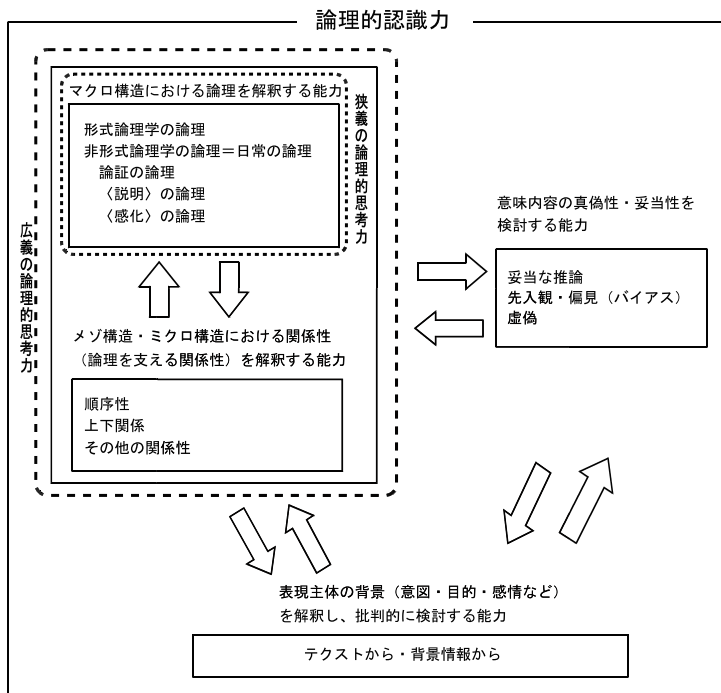 論理的認識力
マクロ構造における論理を解釈する能力
形式論理学の論理
非形式論理学の論理＝日常の論理
論証の論理
〈説明〉の論理
〈感化〉の論理
狭義の論理的思考力
広義の論理的思考力
メゾ構造・ミクロ構造における関係性
（論理を支える関係性）を解釈する能力
順序性
上下関係
その他の関係性
意味内容の真偽性・妥当性を
検討する能力
妥当な推論
先入観・偏見（バイアス）
虚偽
表現主体の背景（意図・目的・感情など）
を解釈し、批判的に検討する能力
テクストから・背景情報から